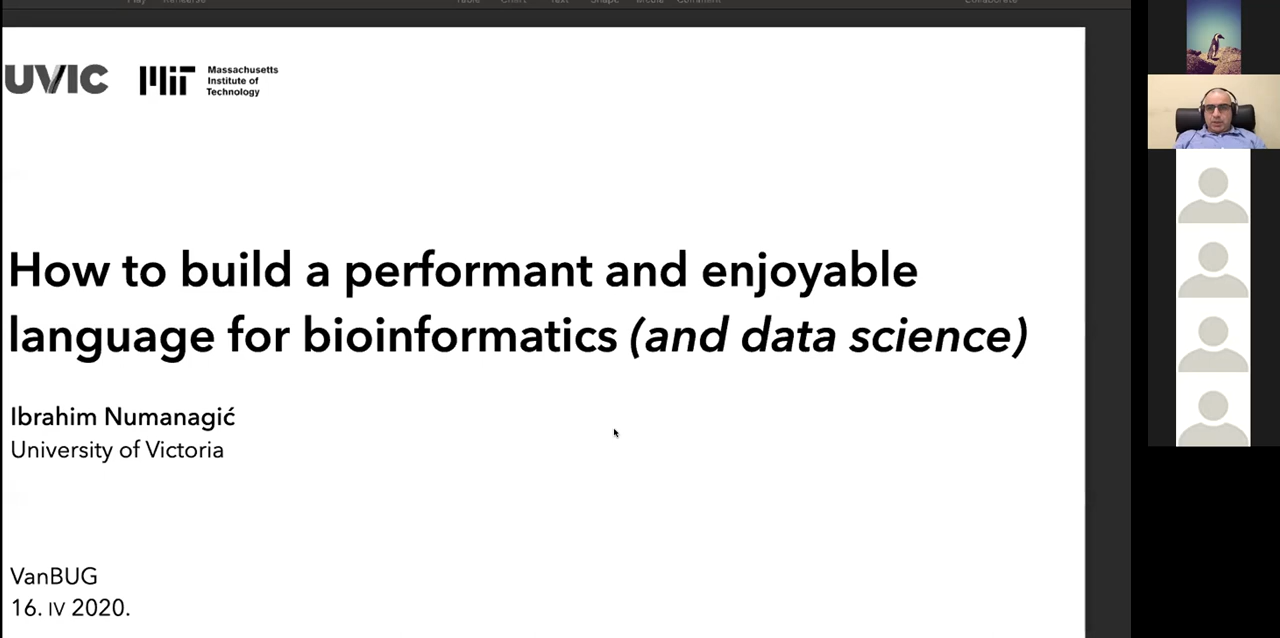 UVIC
Massachusetts
Institute of
Technology
How to build a performant and enjoyable
language for bioinformatics (and data science)
Ibrahim Numanagić
University of Victoria
VanBUG
16. IV 2020.